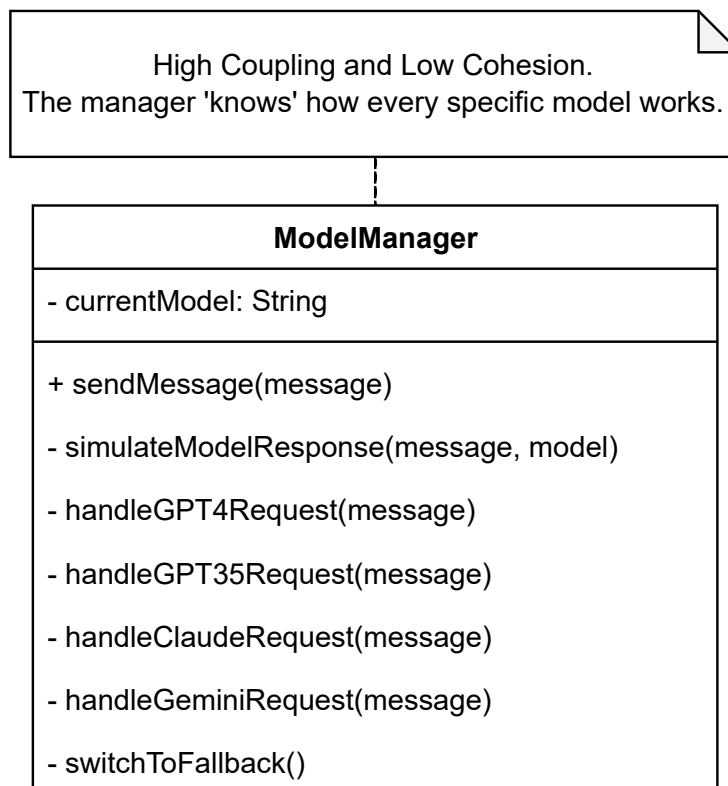 High Coupling and Low Cohesion.
The manager 'knows' how every specific model works.
ModelManager
- currentModel: String
+ sendMessage(message)
- simulateModelResponse(message, model)
- handleGPT4Request(message)
- handleGPT35Request(message)
- handleClaudeRequest(message)
- handleGeminiRequest(message)
- switchToFallback()